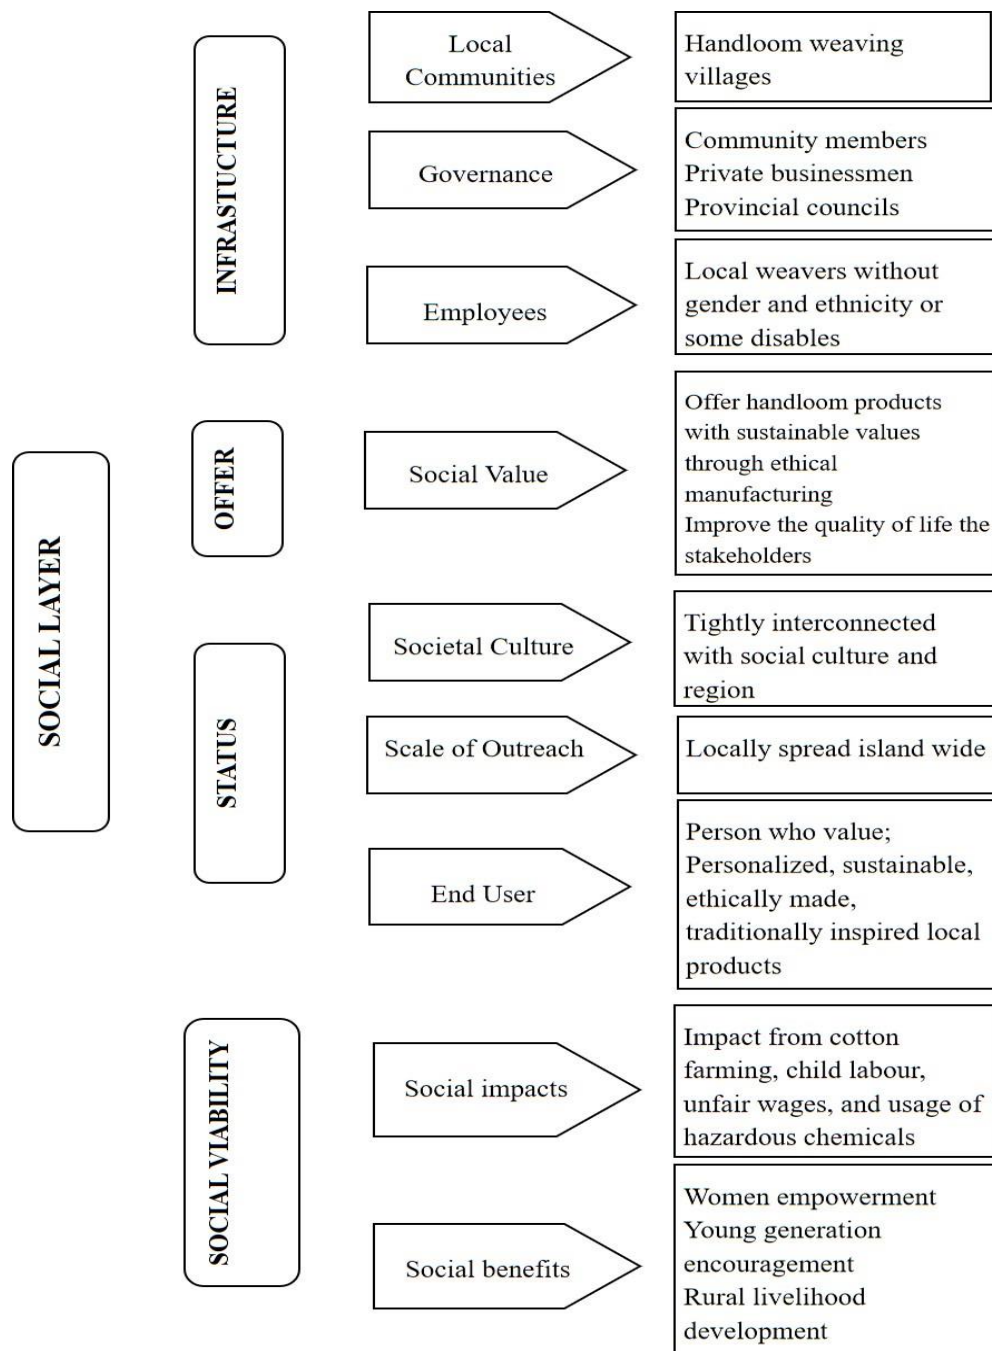 SOCIAL LAYER
INFRASTUCTURE
Local
Communities
Handloom weaving
villages
Governance
Community members
Private businessmen
Provincial councils
Employees
Local weavers without
gender and ethnicity or
some disables
OFFER
Social Value
Offer handloom products
with sustainable values
through ethical
manufacturing
Improve the quality of life the
stakeholders
STATUS
Societal Culture
Tightly interconnected
with social culture and
region
Scale of Outreach
Locally spread island wide
End User
Person who value;
Personalized, sustainable,
ethically made,
traditionally inspired local
products
SOCIAL VIABILITY
Social impacts
Impact from cotton
farming, child labour,
unfair wages, and usage of
hazardous chemicals
Social benefits
Women empowerment
Young generation
encouragement
Rural livelihood
development